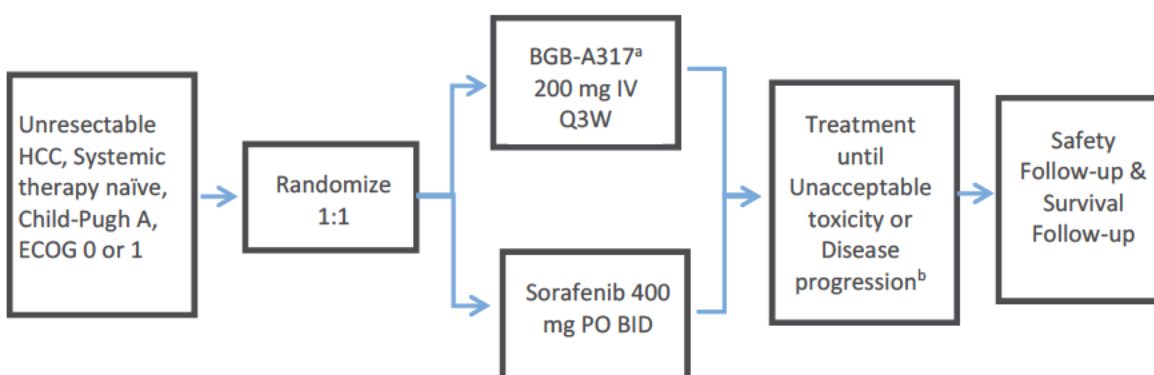 Unresectable
HCC, Systemic
therapy naïve,
Child-Pugh A,
ECOG 0 or 1
Randomize
1:1
BGB-A317ᵃ
200 mg IV
Q3W
Sorafenib 400
mg PO BID
Treatment
until
Unacceptable
toxicity or
Disease
progressionᵇ
Safety
Follow-up &
Survival
Follow-up